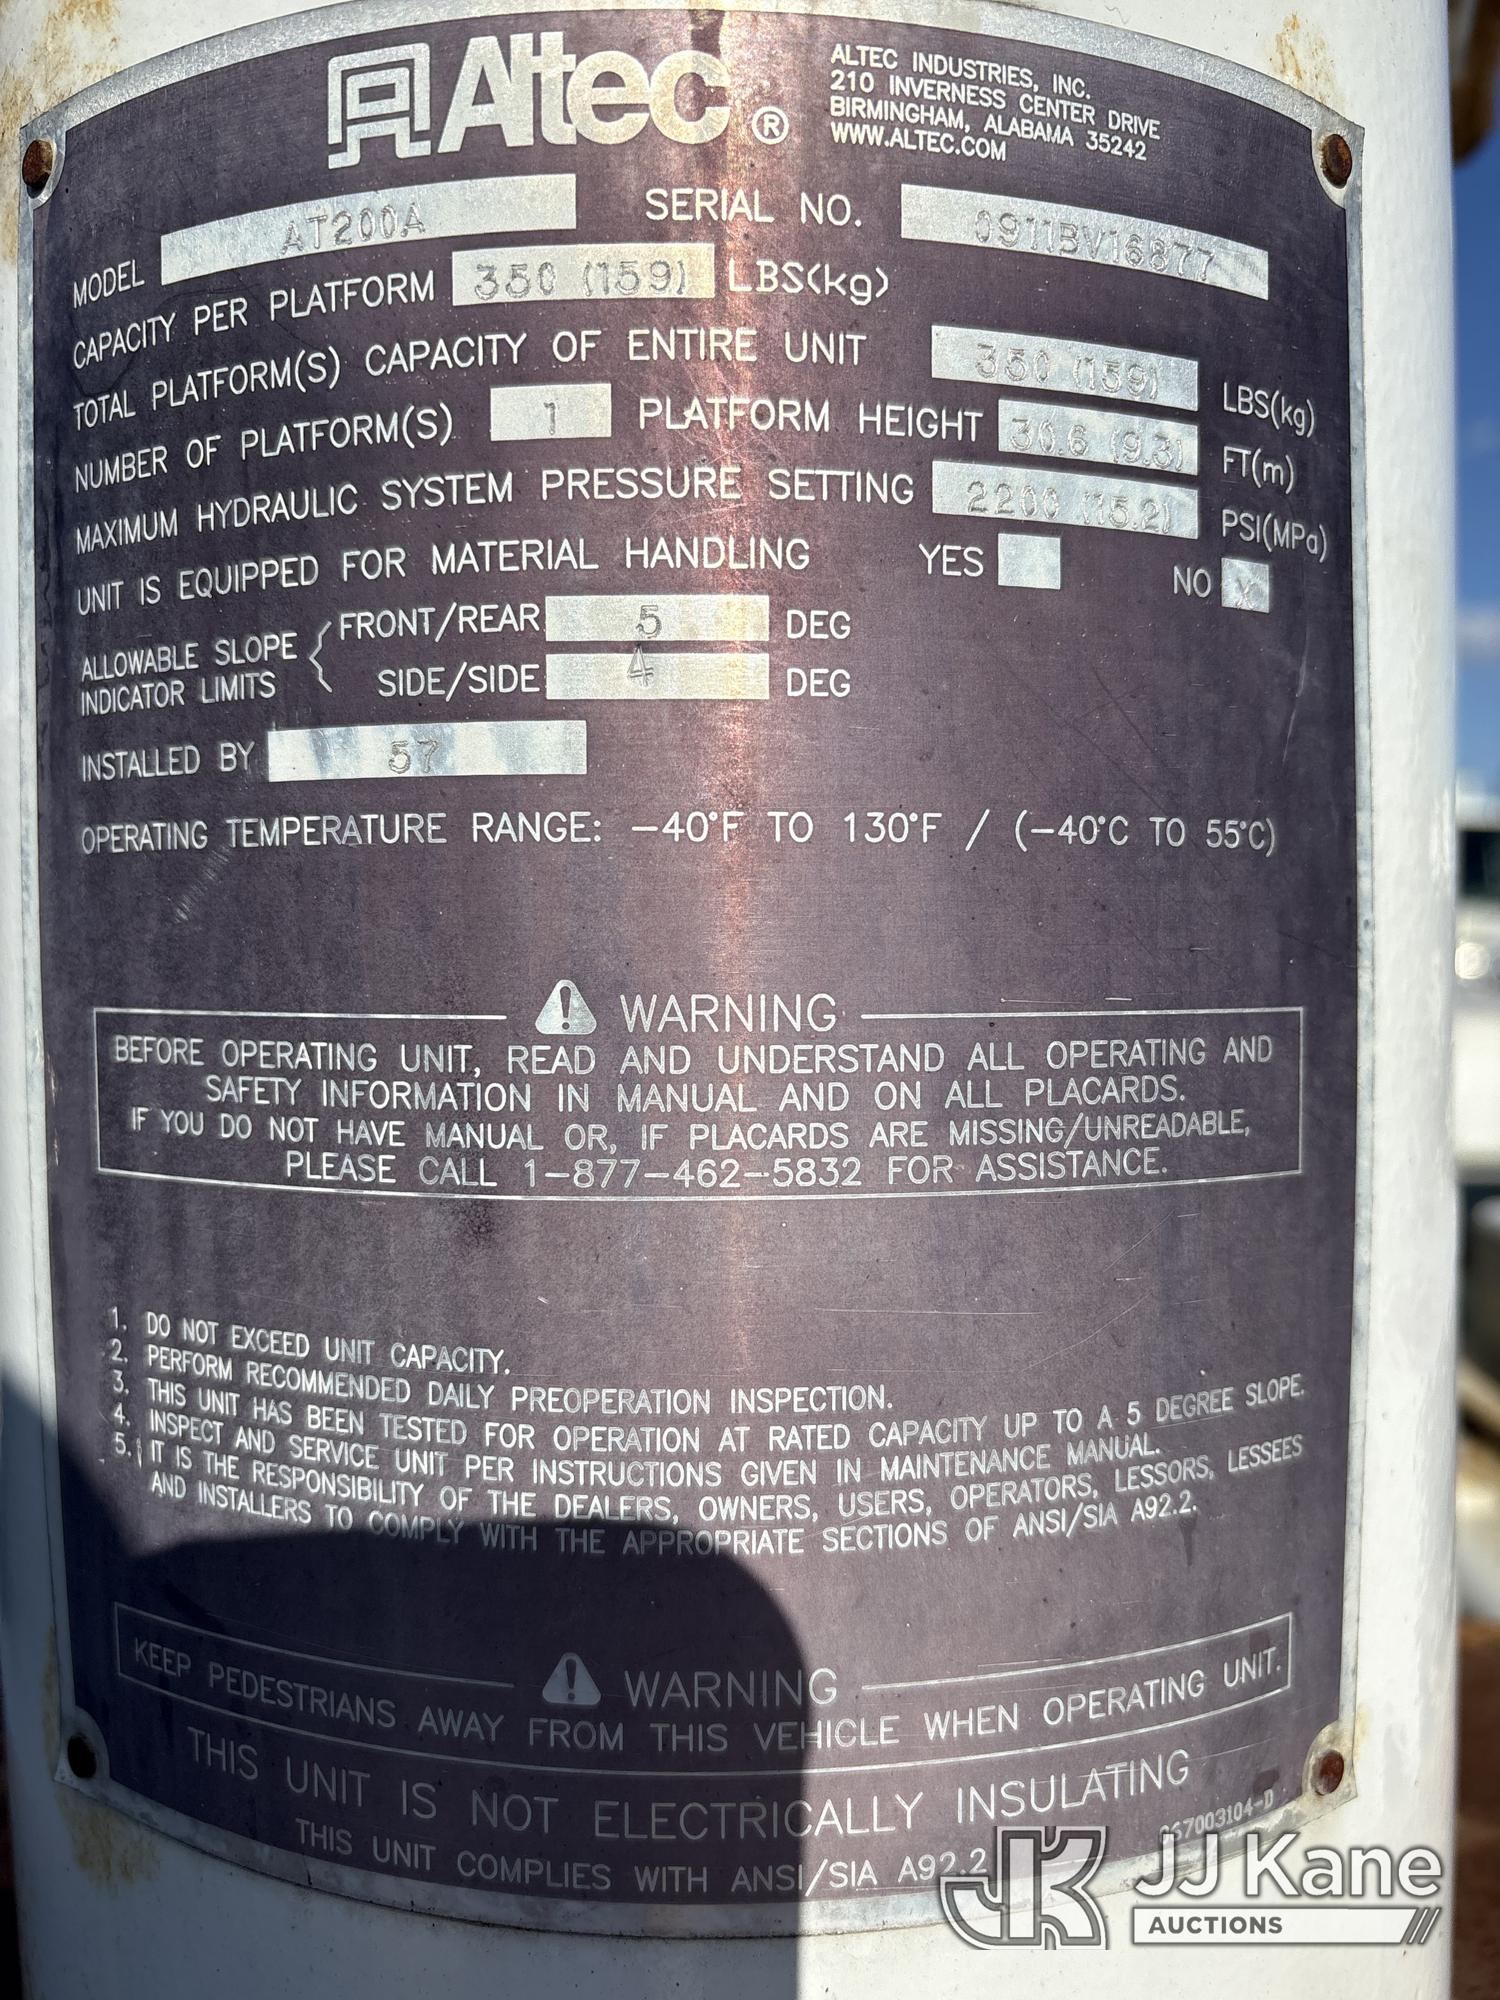 Altec®
ALTEC INDUSTRIES, INC.
210 INVERNESS CENTER DRIVE
BIRMINGHAM, ALABAMA 35242
WWW.ALTEC.COM
MODEL AT200A SERIAL NO. 0911BV16877
CAPACITY PER PLATFORM 350 (159) LBS(kg)
TOTAL PLATFORM(S) CAPACITY OF ENTIRE UNIT 350 (159) LBS(kg)
NUMBER OF PLATFORM(S) 1 PLATFORM HEIGHT 30.6 (9.3) FT(m)
MAXIMUM HYDRAULIC SYSTEM PRESSURE SETTING 2200 (15.2) PSI(MPa)
UNIT IS EQUIPPED FOR MATERIAL HANDLING YES NO X
ALLOWABLE SLOPE INDICATOR LIMITS { FRONT/REAR 5 DEG
SIDE/SIDE 4 DEG
INSTALLED BY 57
OPERATING TEMPERATURE RANGE: -40°F TO 130°F / (-40°C TO 55°C)
WARNING
BEFORE OPERATING UNIT, READ AND UNDERSTAND ALL OPERATING AND
SAFETY INFORMATION IN MANUAL AND ON ALL PLACARDS.
IF YOU DO NOT HAVE MANUAL OR, IF PLACARDS ARE MISSING/UNREADABLE,
PLEASE CALL 1-877-462-5832 FOR ASSISTANCE.
1. DO NOT EXCEED UNIT CAPACITY.
2. PERFORM RECOMMENDED DAILY PREOPERATION INSPECTION.
3. THIS UNIT HAS BEEN TESTED FOR OPERATION AT RATED CAPACITY UP TO A 5 DEGREE SLOPE.
4. INSPECT AND SERVICE UNIT PER INSTRUCTIONS GIVEN IN MAINTENANCE MANUAL.
5. IT IS THE RESPONSIBILITY OF THE DEALERS, OWNERS, USERS, OPERATORS, LESSORS, LESSEES
AND INSTALLERS TO COMPLY WITH THE APPROPRIATE SECTIONS OF ANSI/SIA A92.2.
WARNING
KEEP PEDESTRIANS AWAY FROM THIS VEHICLE WHEN OPERATING UNIT.
THIS UNIT IS NOT ELECTRICALLY INSULATING
THIS UNIT COMPLIES WITH ANSI/SIA A92.2
JK JJ Kane
AUCTIONS